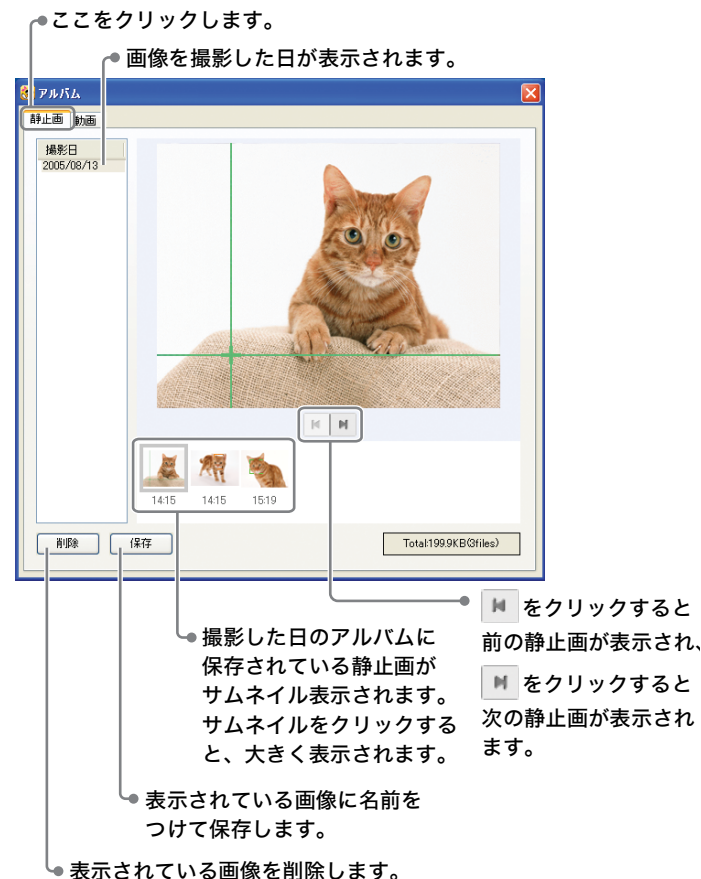 ここをクリックします。
画像を撮影した日が表示されます。
アルバム
静止画 動画
撮影日
2005/08/13
14:15 14:15 15:19
削除 保存 Total:199.9KB(3files)
をクリックすると
前の静止画が表示され、
をクリックすると
次の静止画が表示され
ます。
撮影した日のアルバムに
保存されている静止画が
サムネイル表示されます。
サムネイルをクリックする
と、大きく表示されます。
表示されている画像に名前を
つけて保存します。
表示されている画像を削除します。